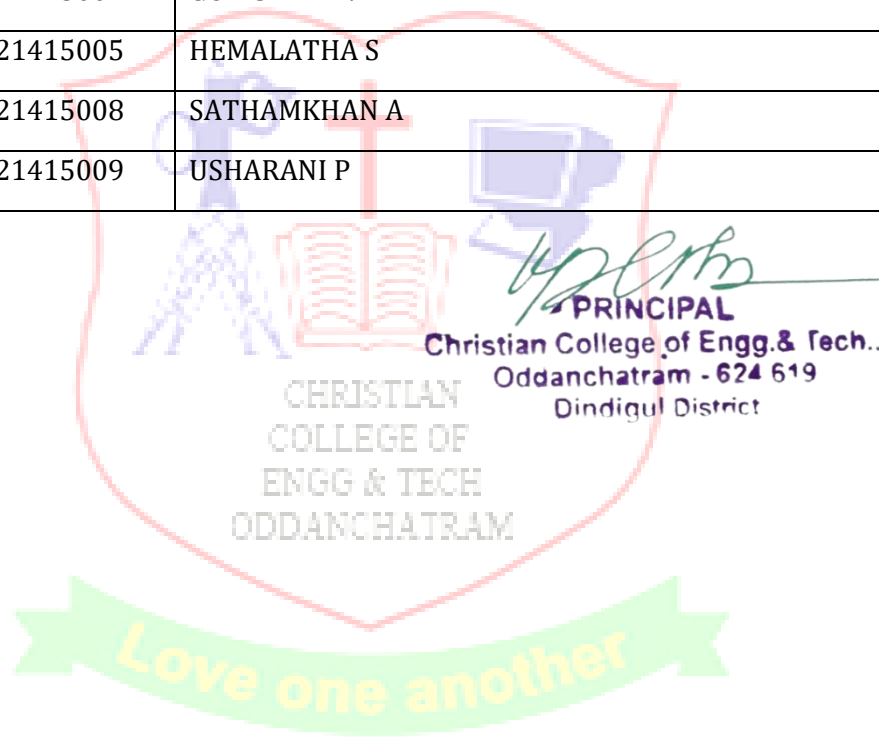 21415005 HEMALATHA S
21415008 SATHAMKHAN A
21415009 USHARANI P
PRINCIPAL
Christian College of Engg.& Tech..
Oddanchatram - 624 619
Dindigul District
CHRISTIAN
COLLEGE OF
ENGG & TECH
ODDANCHATRAM
Love one another